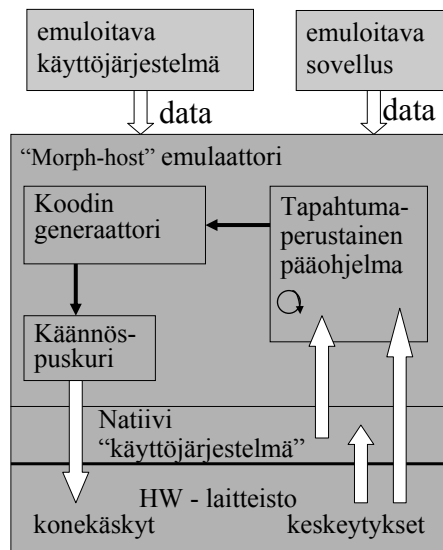 emuloitava
käyttöjärjestelmä
emuloitava
sovellus
data
data
“Morph-host” emulaattori
Koodin
generaattori
Tapahtuma-
perustainen
pääohjelma
Käännös-
puskuri
Natiivi
“käyttöjärjestelmä”
HW - laitteisto
konekäskyt
keskeytykset